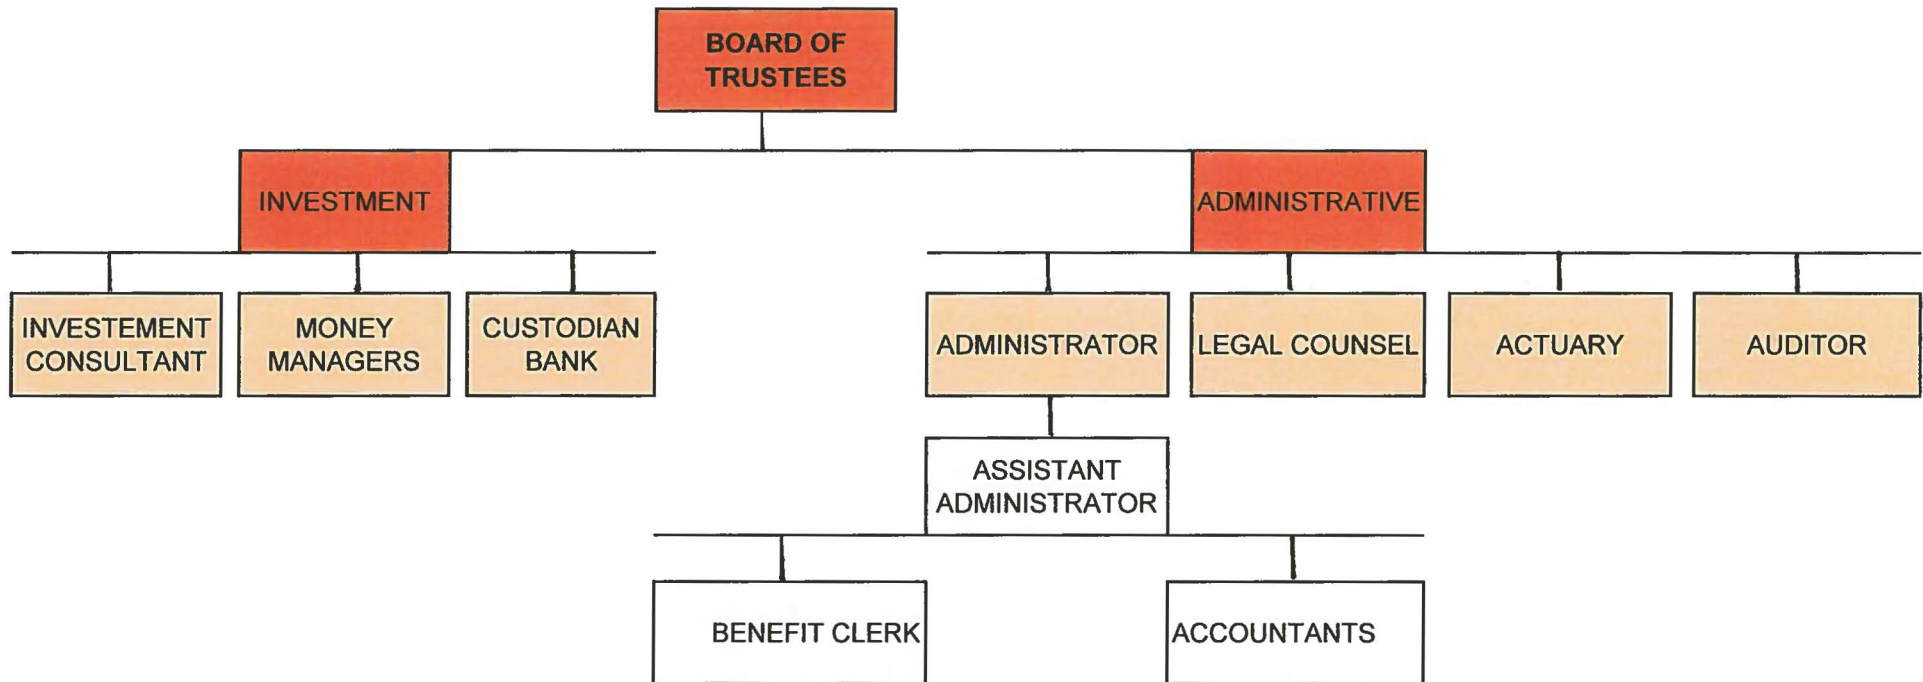 BOARD OF
TRUSTEES
INVESTMENT
ADMINISTRATIVE
INVESTEMENT
CONSULTANT
MONEY
MANAGERS
CUSTODIAN
BANK
ADMINISTRATOR
LEGAL COUNSEL
ACTUARY
AUDITOR
ASSISTANT
ADMINISTRATOR
BENEFIT CLERK
ACCOUNTANTS